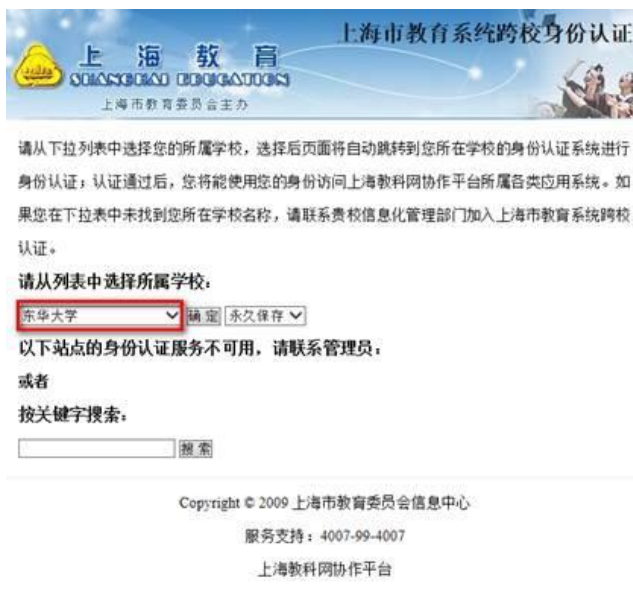 上海市教育系统跨校身份认证
上海教育
SHANGHAI EDUCATION
上海市教育委员会主办
请从下拉列表中选择您的所属学校，选择后页面将自动跳转到您所在学校的身份认证系统进行
身份认证；认证通过后，您将能使用您的身份访问上海教科网协作平台所属各类应用系统。如
果您在下拉表中未找到您所在学校名称，请联系贵校信息化管理部门加入上海市教育系统跨校
认证。
请从列表中选择所属学校：
东华大学 确定 永久保存
以下站点的身份认证服务不可用，请联系管理员：
或者
按关键字搜索：
搜索
Copyright © 2009 上海市教育委员会信息中心
服务支持：4007-99-4007
上海教科网协作平台